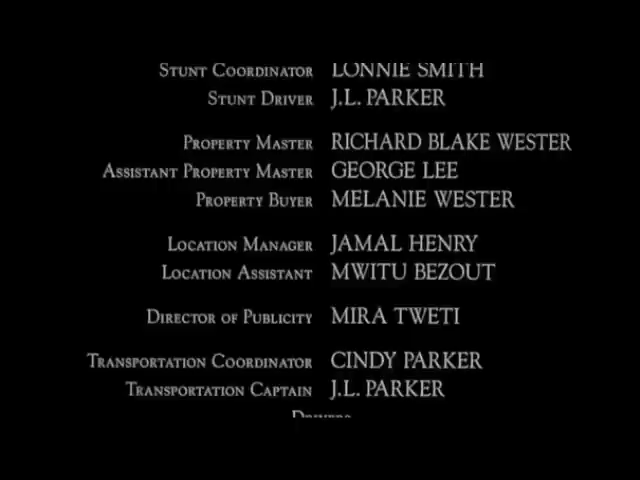 Stunt Coordinator LONNIE SMITH
Stunt Driver J.L. PARKER
Property Master RICHARD BLAKE WESTER
Assistant Property Master GEORGE LEE
Property Buyer MELANIE WESTER
Location Manager JAMAL HENRY
Location Assistant MWITU BEZOUT
Director of Publicity MIRA TWETI
Transportation Coordinator CINDY PARKER
Transportation Captain J.L. PARKER
Drivers